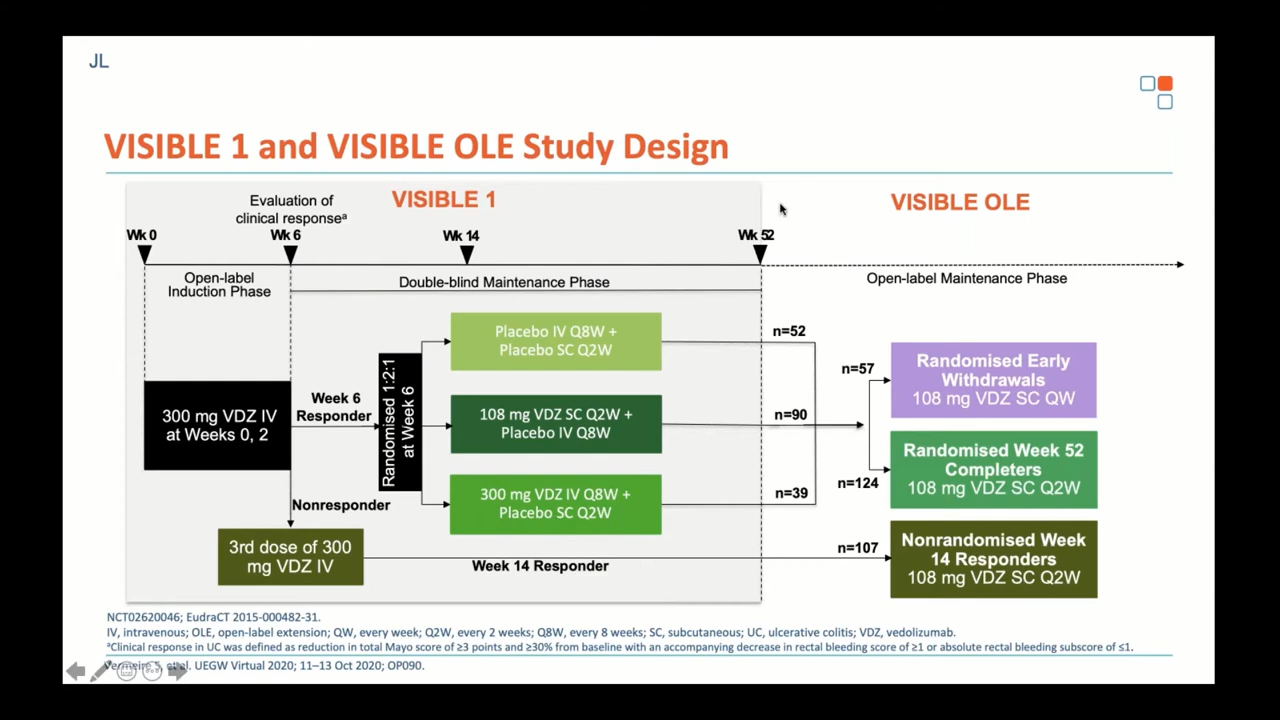 JL
VISIBLE 1 and VISIBLE OLE Study Design
Evaluation of
clinical responseᵃ
VISIBLE 1
VISIBLE OLE
Wk 0
Wk 6
Wk 14
Wk 52
Open-label
Induction Phase
Double-blind Maintenance Phase
Open-label Maintenance Phase
300 mg VDZ IV
at Weeks 0, 2
Week 6
Responder
Nonresponder
3rd dose of 300
mg VDZ IV
Randomised 1:2:1
at Week 6
Placebo IV Q8W +
Placebo SC Q2W
108 mg VDZ SC Q2W +
Placebo IV Q8W
300 mg VDZ IV Q8W +
Placebo SC Q2W
Week 14 Responder
n=52
n=90
n=39
n=57
n=124
n=107
Randomised Early
Withdrawals
108 mg VDZ SC QW
Randomised Week 52
Completers
108 mg VDZ SC Q2W
Nonrandomised Week
14 Responders
108 mg VDZ SC Q2W
NCT02620046; EudraCT 2015-000482-31.
IV, intravenous; OLE, open-label extension; QW, every week; Q2W, every 2 weeks; Q8W, every 8 weeks; SC, subcutaneous; UC, ulcerative colitis; VDZ, vedolizumab.
ᵃClinical response in UC was defined as reduction in total Mayo score of ≥3 points and ≥30% from baseline with an accompanying decrease in rectal bleeding score of ≥1 or absolute rectal bleeding subscore of ≤1.
UEGW Virtual 2020; 11–13 Oct 2020; OP090.